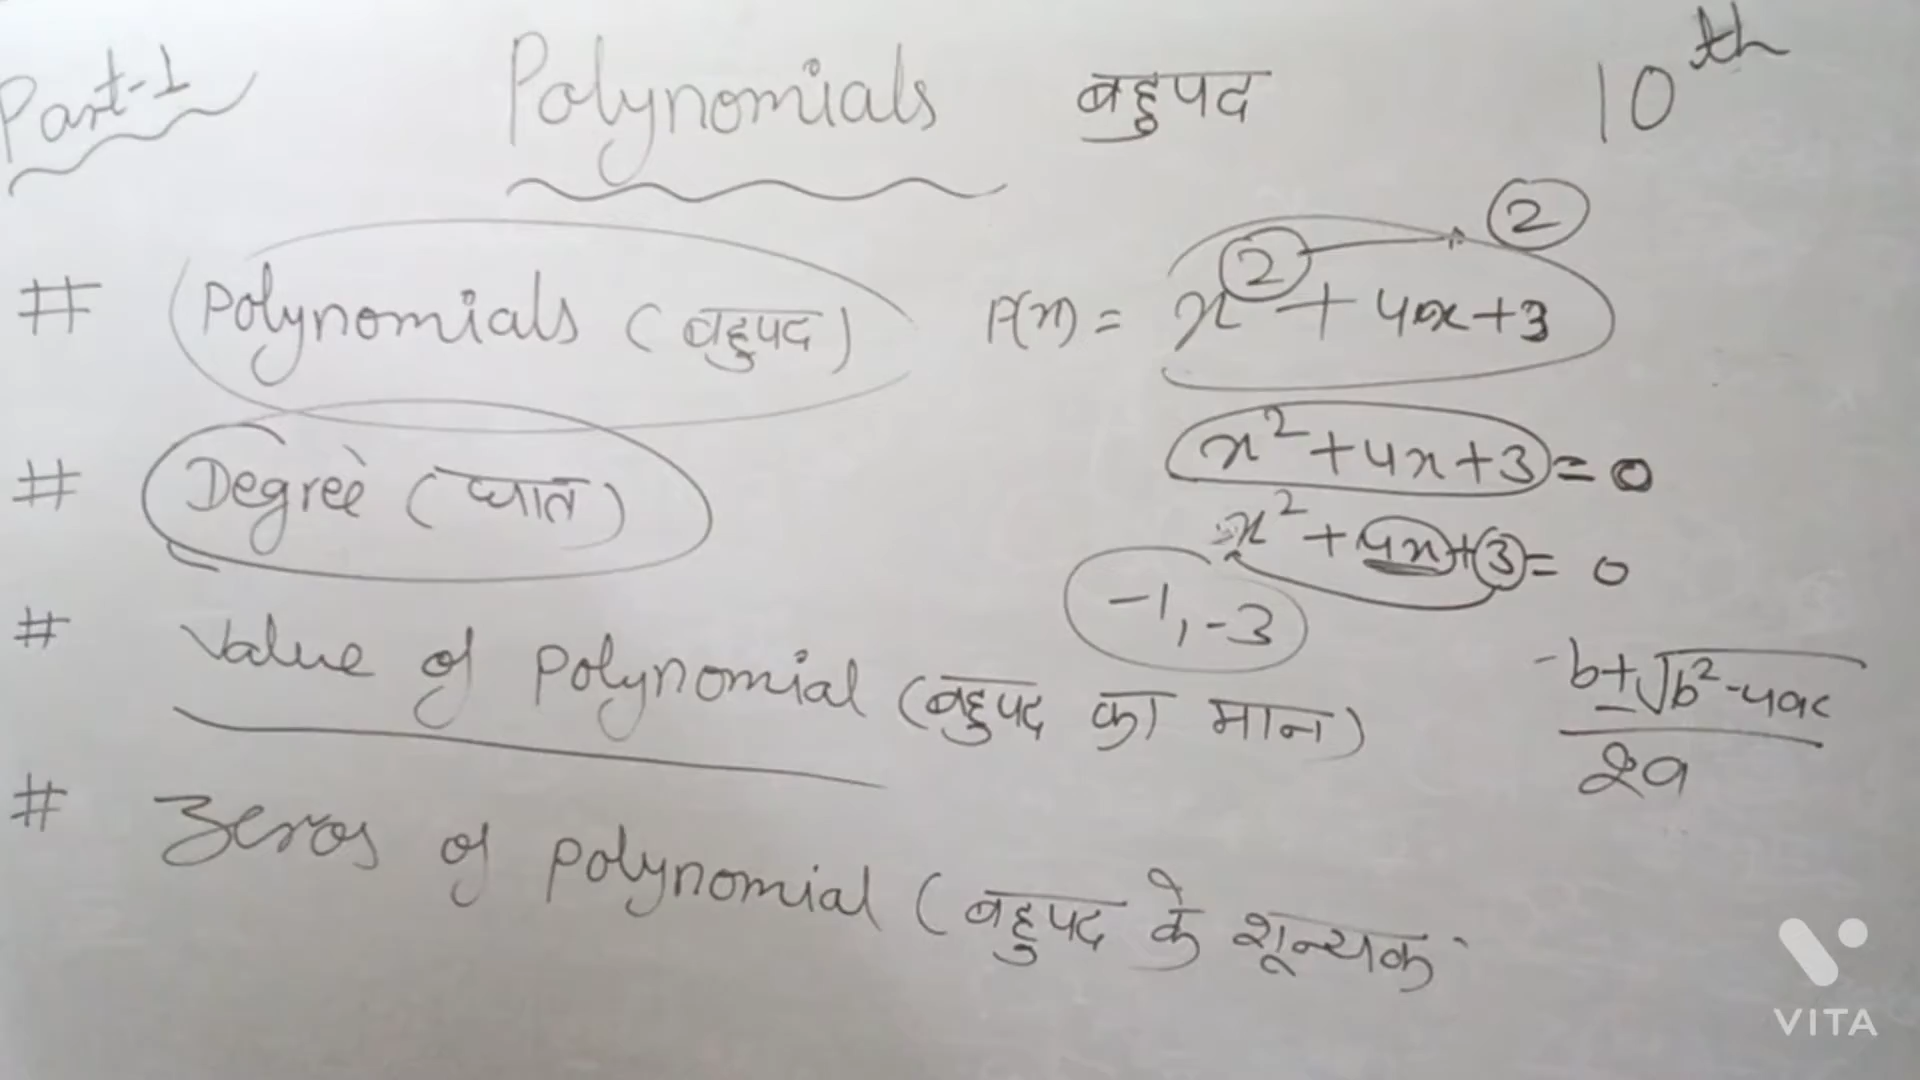 Part-1 Polynomials बहुपद 10th
# Polynomials (बहुपद) P(x) = x² + 4x+3 2
x²+4x+3=0
# Degree (घात)
x²+4x+3=0
-1,-3
# Value of polynomial (बहुपद का मान)
-b±√b²-4ac
2a
# Zeros of polynomial (बहुपद के शून्यक
VITA